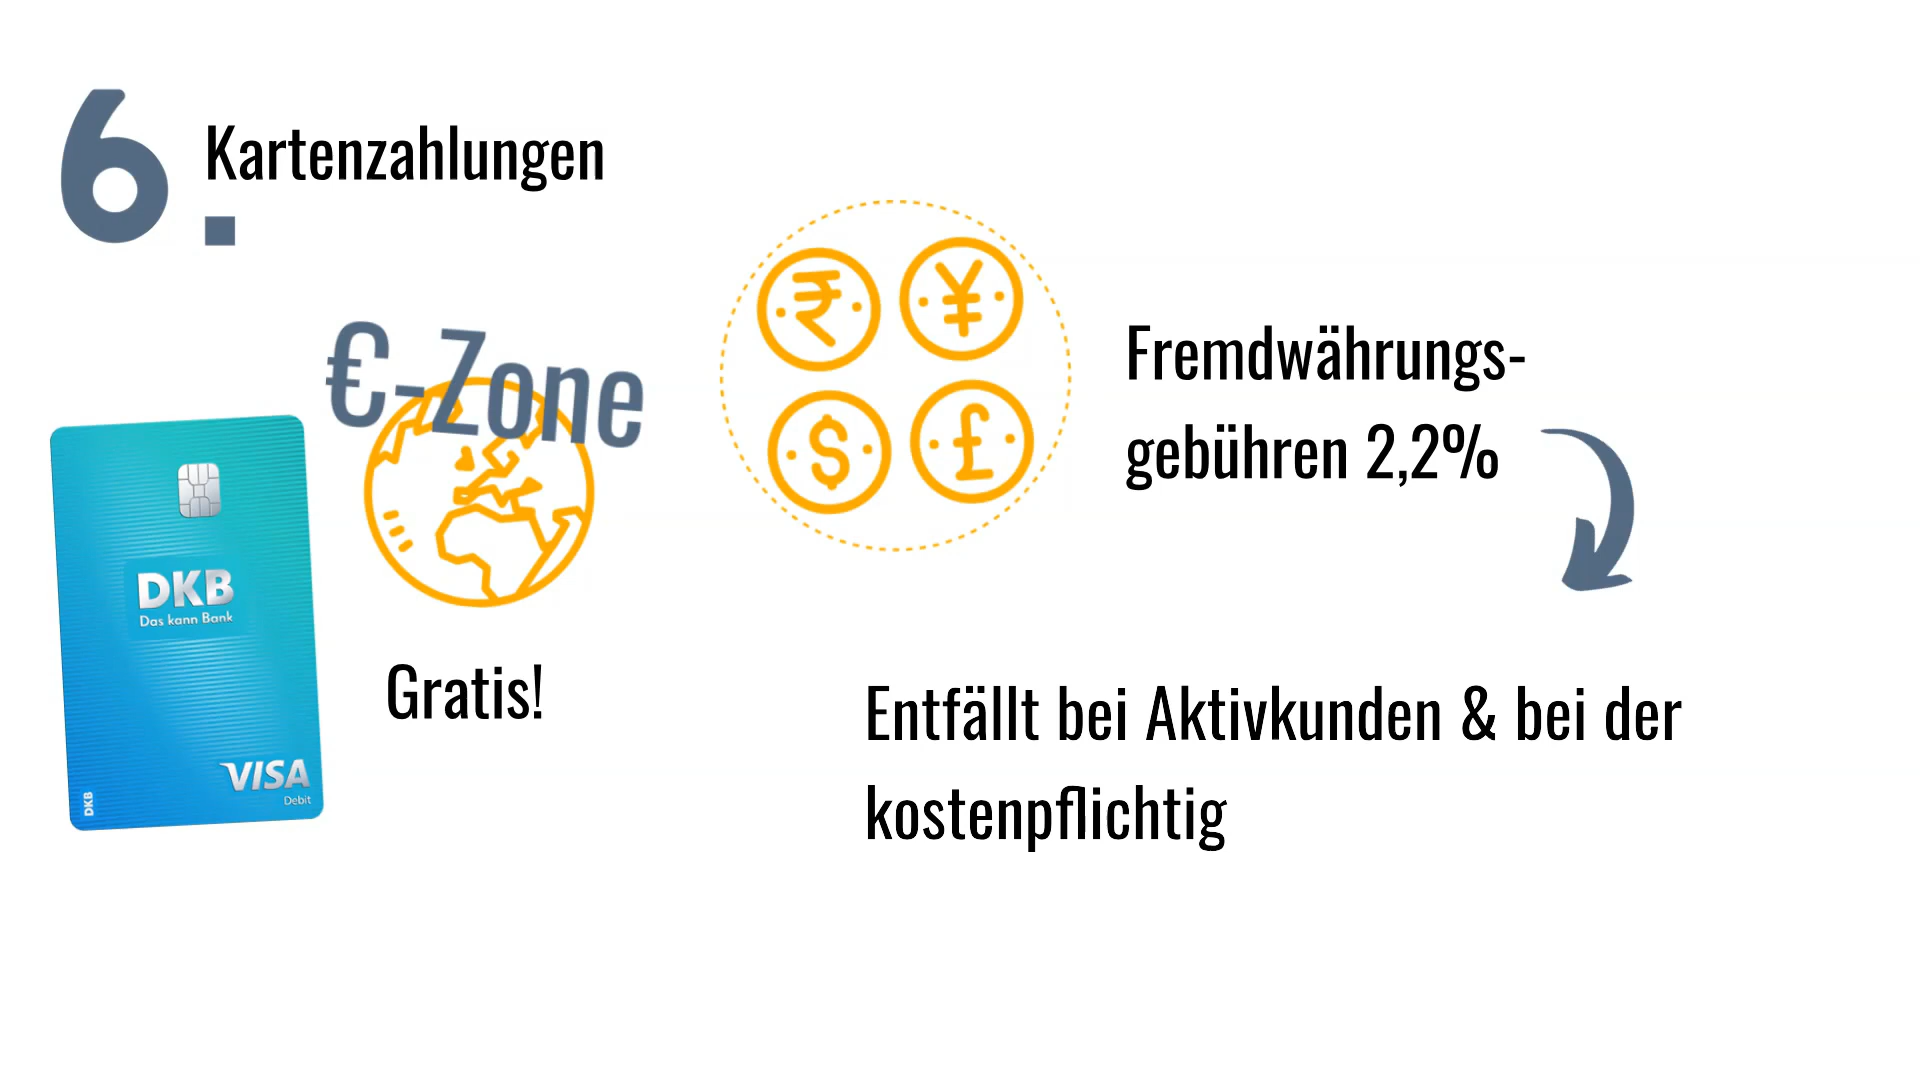 6.
Kartenzahlungen
€-Zone
₹
¥
$
£
Fremdwährungs-
gebühren 2,2%
DKB
Das kann Bank
VISA
Debit
DKB
Gratis!
Entfällt bei Aktivkunden & bei der
kostenpflichtig